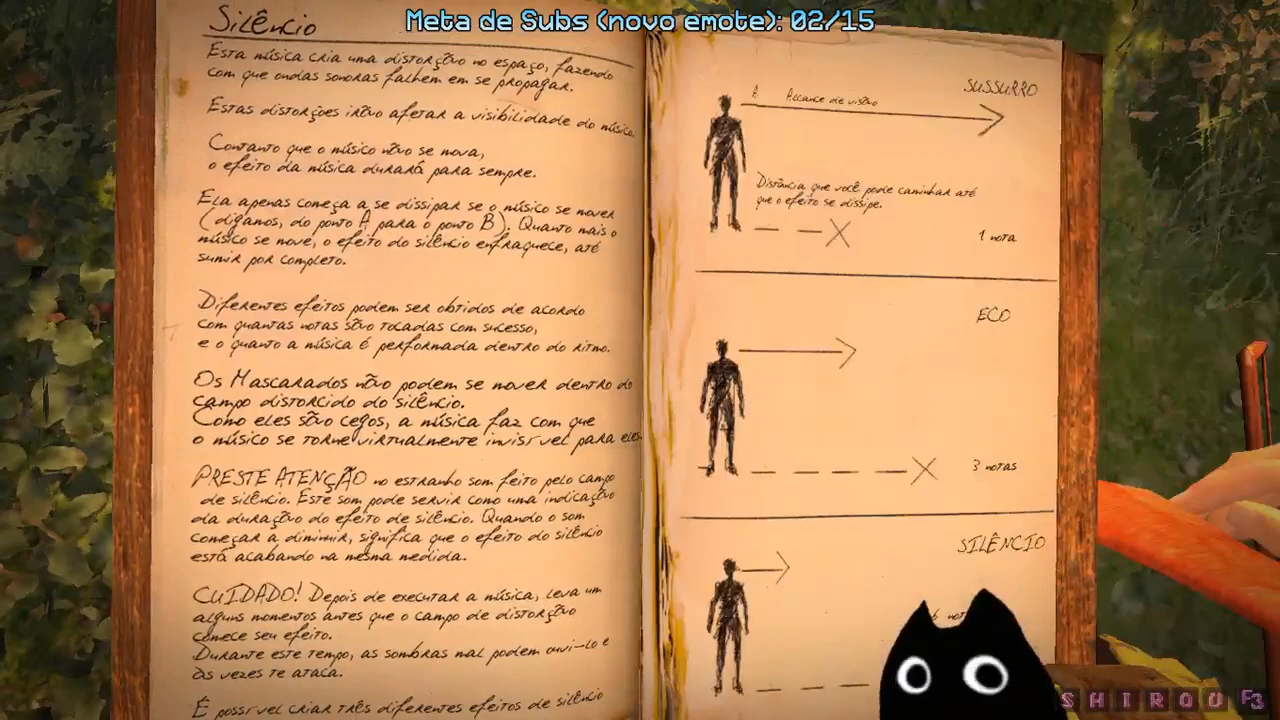 Meta de Subs (novo emote): 02/15
Silêncio
Esta música cria uma distorção no espaço, fazendo
com que ondas sonoras falhem em se propagar.
Estas distorções irão afetar a visibilidade do músico.
Contanto que o músico não se mova,
o efeito da música durará para sempre.
Ela apenas começa a se dissipar se o músico se mover
(digamos, do ponto A para o ponto B). Quanto mais o
músico se move, o efeito do silêncio enfraquece, até
sumir por completo.
Diferentes efeitos podem ser obtidos de acordo
com quantas notas são tocadas com sucesso,
e o quanto a música é performada dentro do ritmo.
Os Mascarados não podem se mover dentro do
campo distorcido do silêncio.
Como eles são cegos, a música faz com que
o músico se torne virtualmente invisível para eles.
PRESTE ATENÇÃO no estranho som feito pelo campo
de silêncio. Este som pode servir como uma indicação
da duração do efeito de silêncio. Quando o som
começar a diminuir, significa que o efeito do silêncio
está acabando na mesma medida.
CUIDADO! Depois de executar a música, leva um
alguns momentos antes que o campo de distorção
comece seu efeito.
Durante este tempo, as sombras mal podem ouvi-lo e
às vezes te ataca.
É possível criar três diferentes efeitos de silêncio
SUSSURRO
Alcance de visão
Distância que você pode caminhar até
que o efeito se dissipe.
1 nota
ECO
3 notas
SILÊNCIO
SHIROU F3